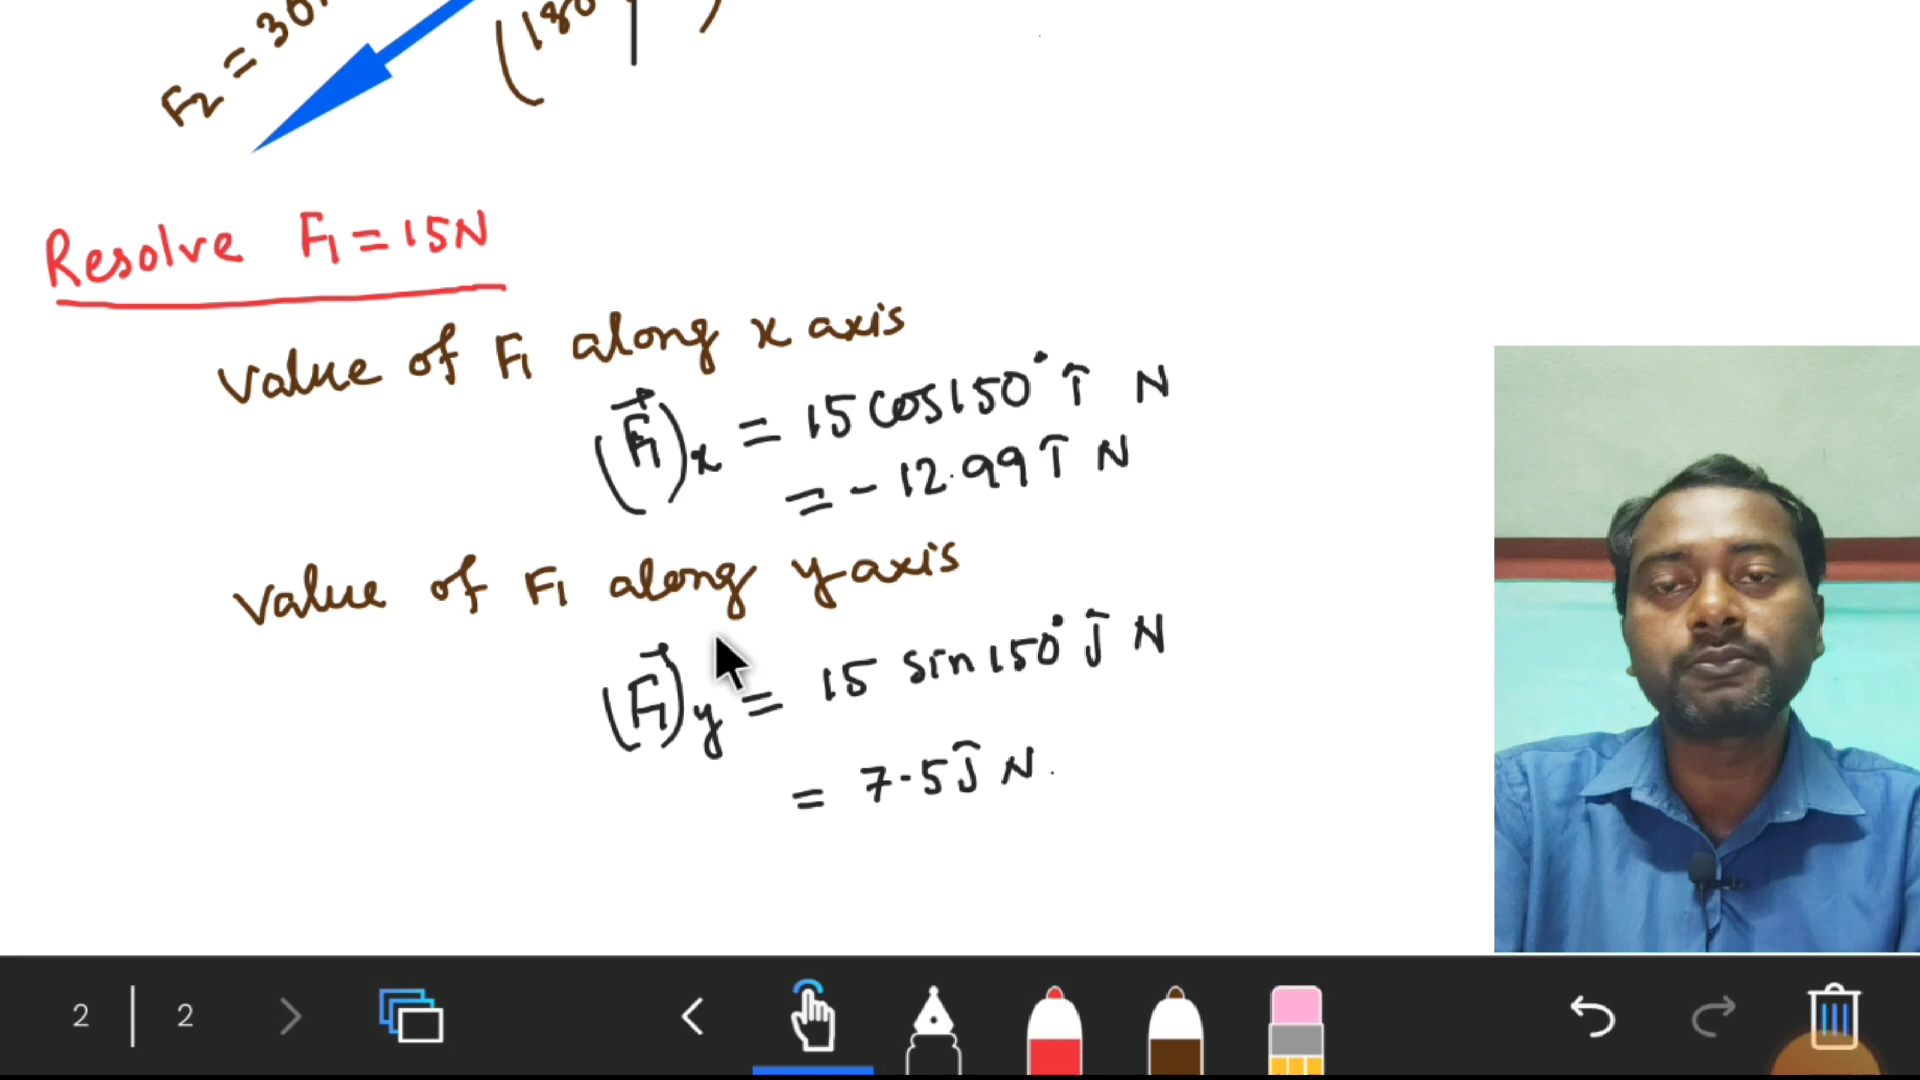 F2 = 30
(180
Resolve F1 = 15N
Value of F1 along x axis
(F⃗1)x = 15 cos150° î N
= - 12.99 î N
Value of F1 along y axis
(F⃗1)y = 15 sin150° ĵ N
= 7.5 ĵ N.
2 | 2